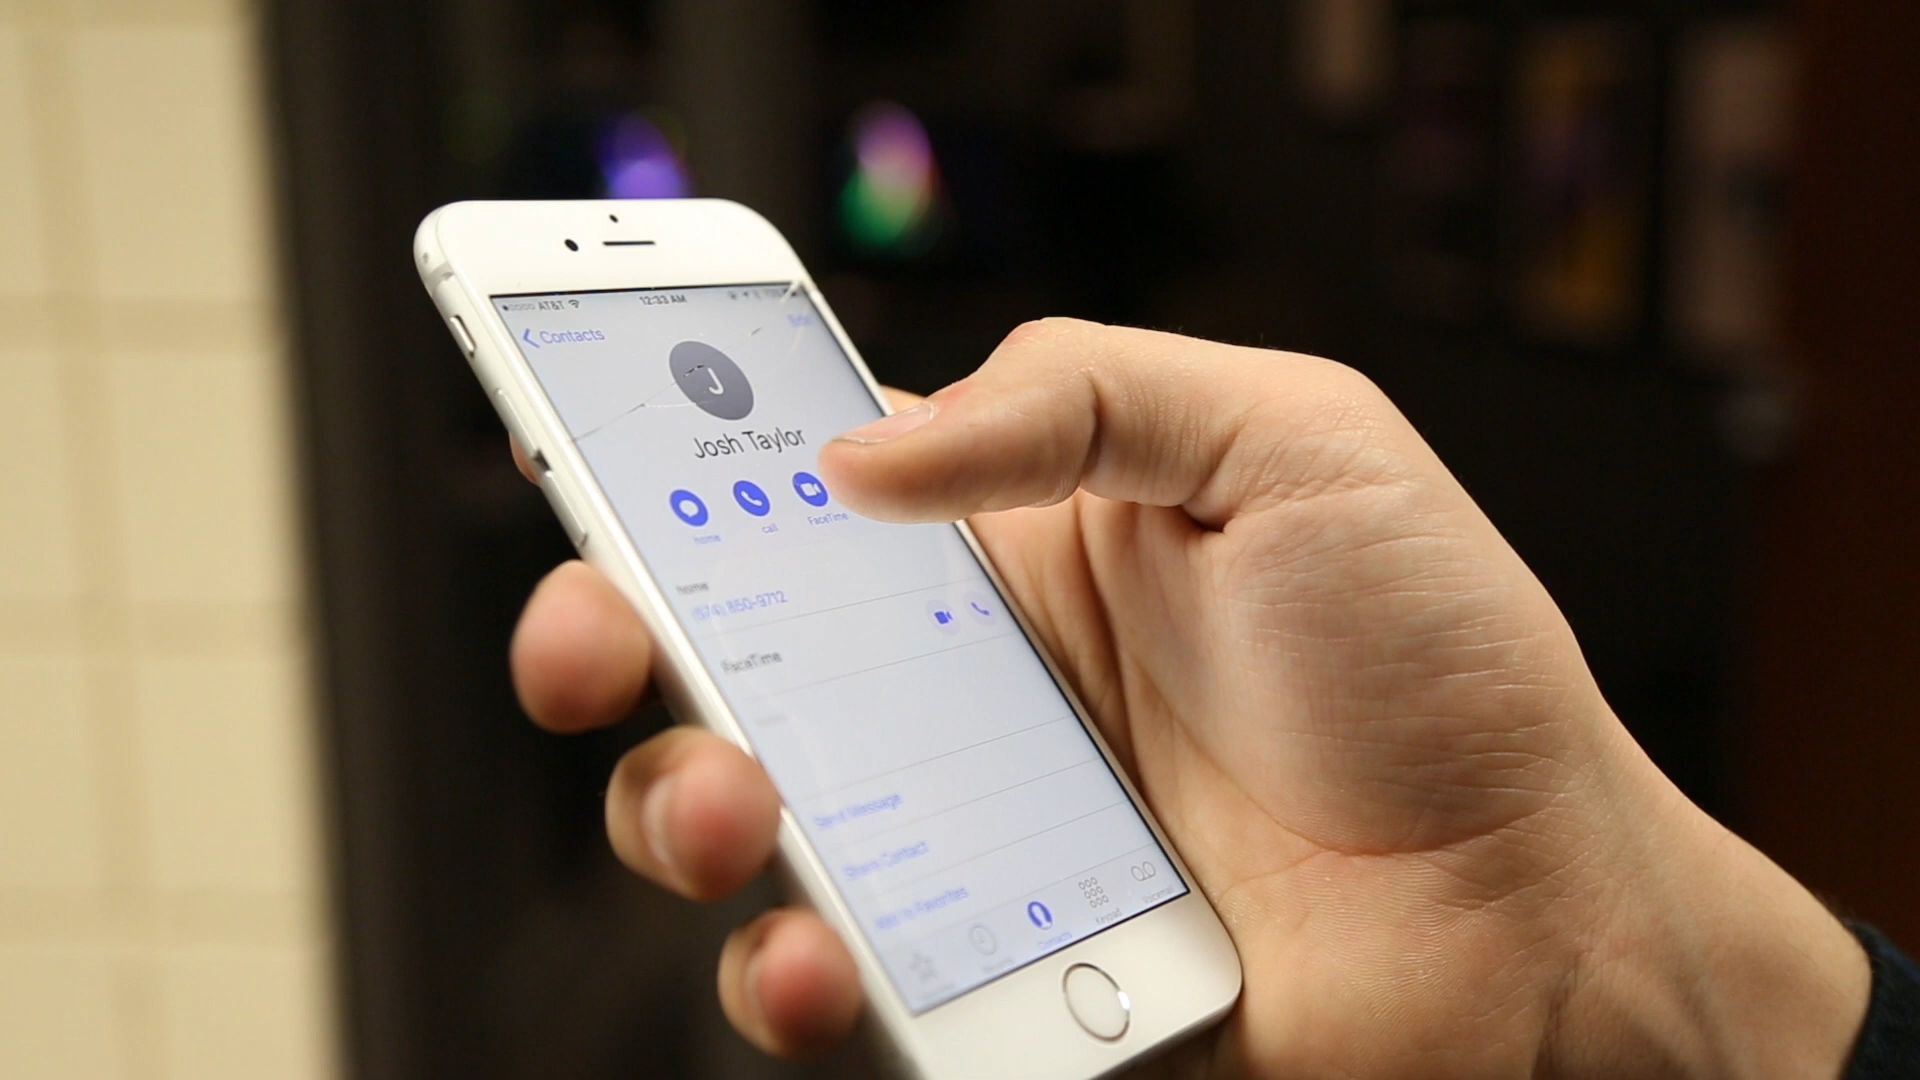 AT&T 12:33 AM
Contacts Edit
J
Josh Taylor
home call FaceTime
home
(574) 850-9712
FaceTime
Send Message
Share Contact
Add to Favorites
Contacts Keypad Voicemail